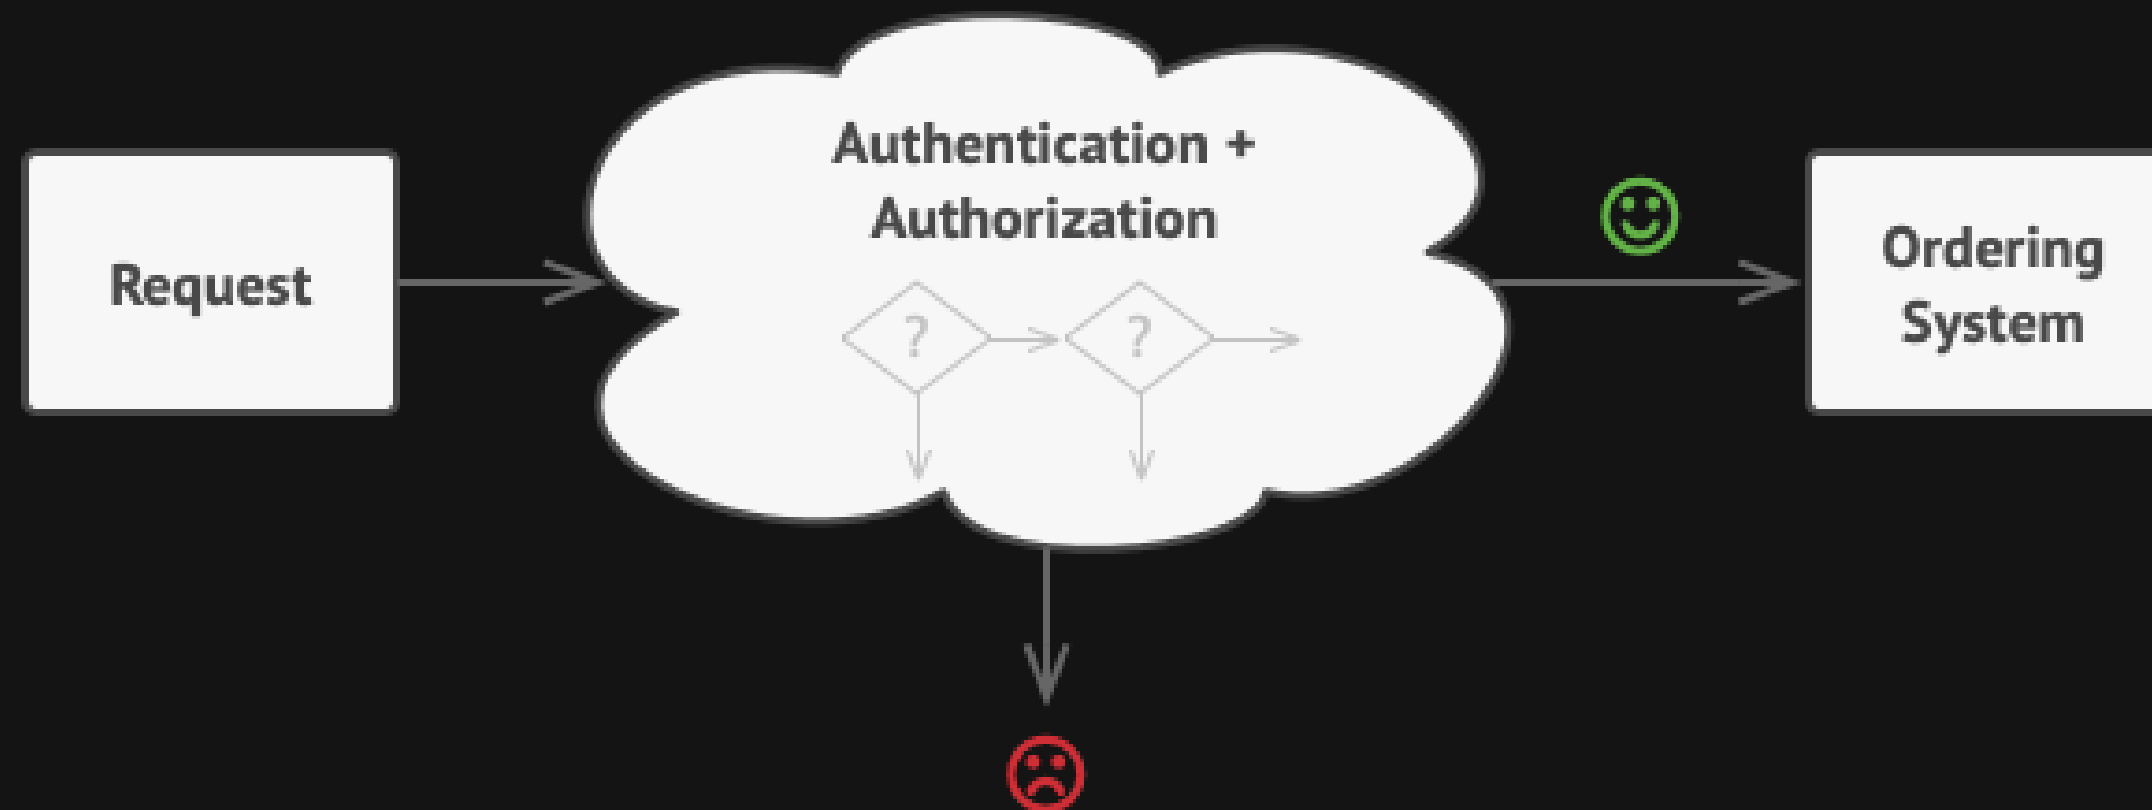 Request
Authentication +
Authorization
? ?
Ordering
System